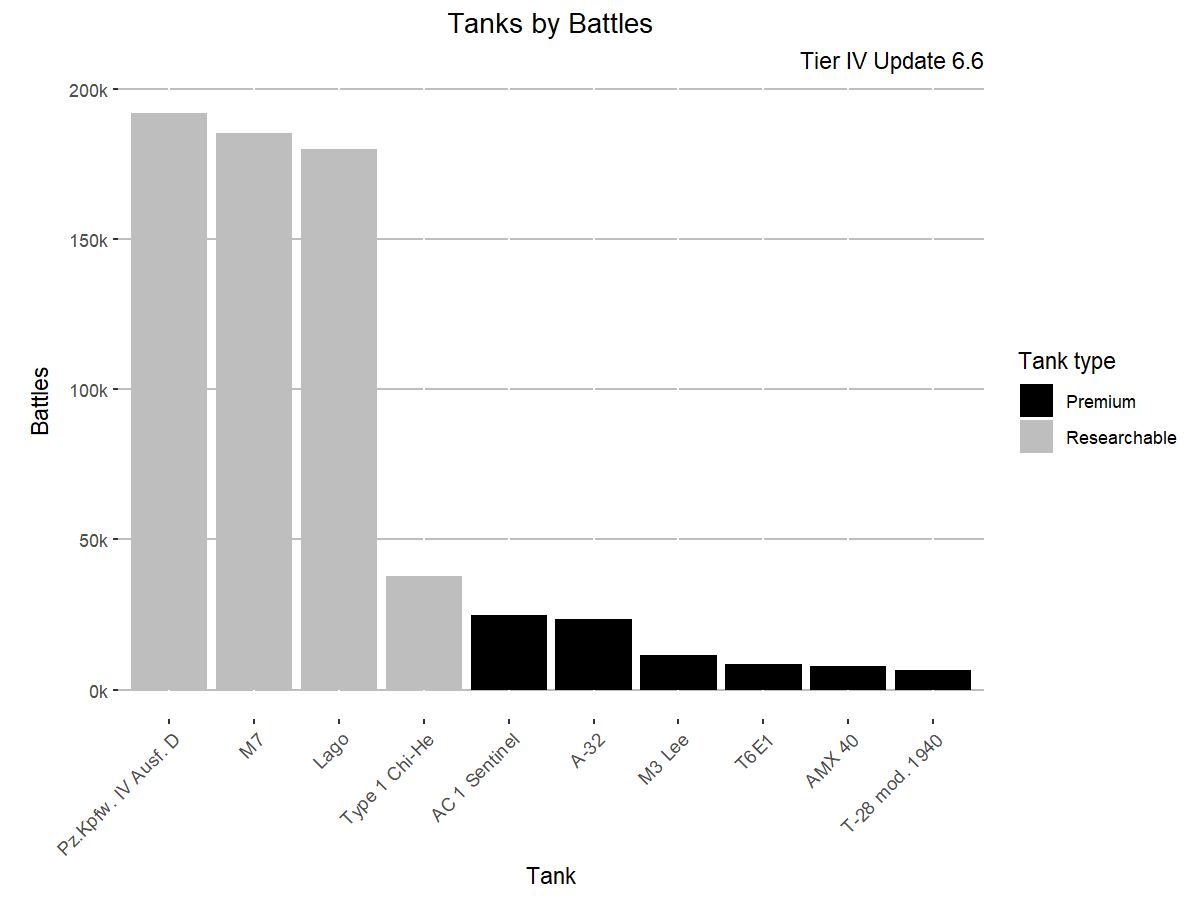 Tanks by Battles
Tier IV Update 6.6
200k
150k
100k
50k
0k
Battles
Pz.Kpfw. IV Ausf. D
M7
Lago
Type 1 Chi-He
AC 1 Sentinel
A-32
M3 Lee
T6E1
AMX 40
T-28 mod. 1940
Tank
Tank type
Premium
Researchable